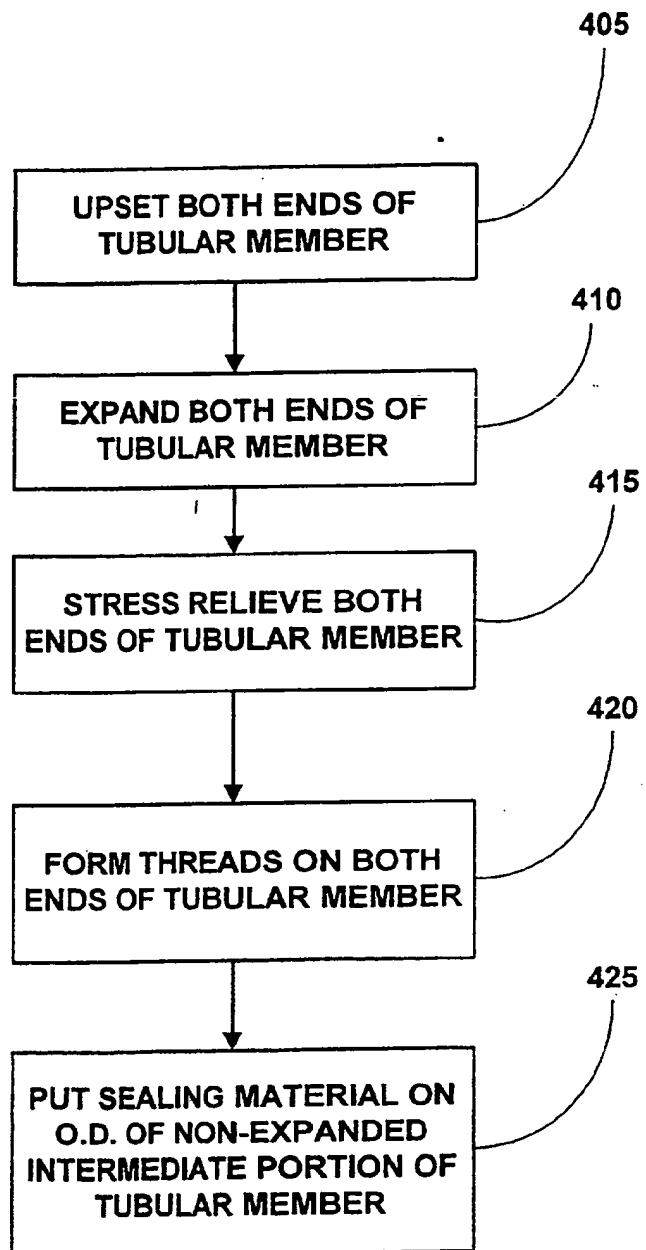 405
UPSET BOTH ENDS OF
TUBULAR MEMBER
410
EXPAND BOTH ENDS OF
TUBULAR MEMBER
415
STRESS RELIEVE BOTH
ENDS OF TUBULAR MEMBER
420
FORM THREADS ON BOTH
ENDS OF TUBULAR MEMBER
425
PUT SEALING MATERIAL ON
O.D. OF NON-EXPANDED
INTERMEDIATE PORTION OF
TUBULAR MEMBER